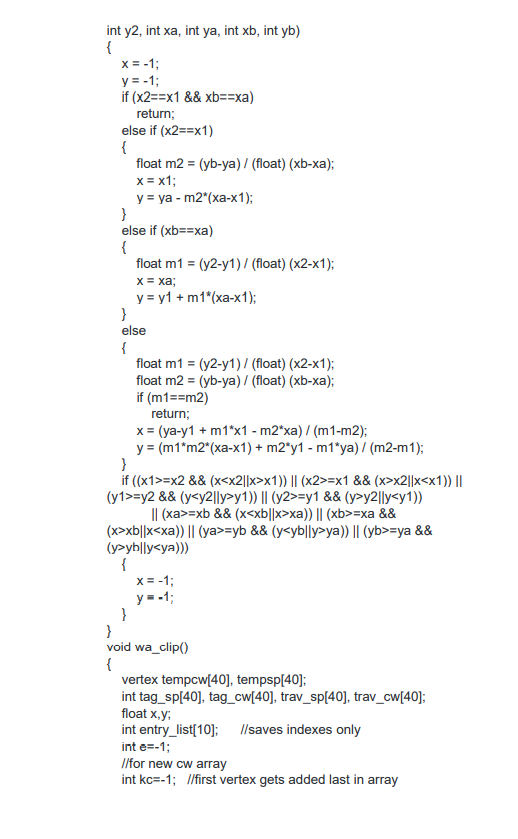 int y2, int xa, int ya, int xb, int yb)
{
x = -1;
y = -1;
if (x2==x1 && xb==xa)
return;
else if (x2==x1)
{
float m2 = (yb-ya) / (float) (xb-xa);
x = x1;
y = ya - m2*(xa-x1);
}
else if (xb==xa)
{
float m1 = (y2-y1) / (float) (x2-x1);
x = xa;
y = y1 + m1*(xa-x1);
}
else
{
float m1 = (y2-y1) / (float) (x2-x1);
float m2 = (yb-ya) / (float) (xb-xa);
if (m1==m2)
return;
x = (ya-y1 + m1*x1 - m2*xa) / (m1-m2);
y = (m1*m2*(xa-x1) + m2*y1 - m1*ya) / (m2-m1);
}
if ((x1>=x2 && (x<x2||x>x1)) || (x2>=x1 && (x>x2||x<x1)) ||
(y1>=y2 && (y<y2||y>y1)) || (y2>=y1 && (y>y2||y<y1))
|| (xa>=xb && (x<xb||x>xa)) || (xb>=xa &&
(x>xb||x<xa)) || (ya>=yb && (y<yb||y>ya)) || (yb>=ya &&
(y>yb||y<ya)))
{
x = -1;
y = -1;
}
}
void wa_clip()
{
vertex tempcw[40], tempsp[40];
int tag_sp[40], tag_cw[40], trav_sp[40], trav_cw[40];
float x,y;
int entry_list[10]; //saves indexes only
int e=-1;
//for new cw array
int kc=-1; //first vertex gets added last in array